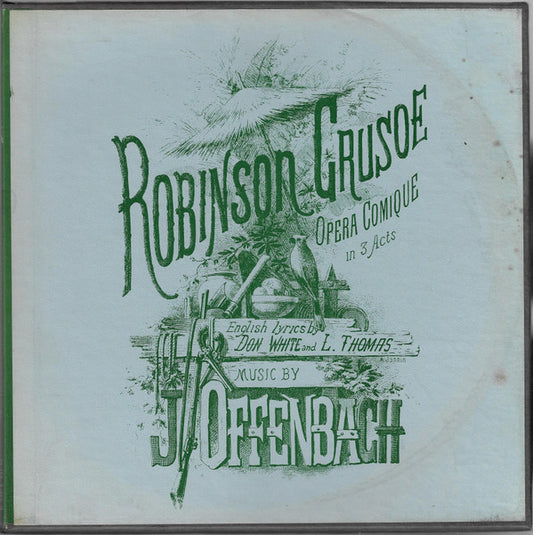 ROBINSON CRUSOE
OPERA COMIQUE
in 3 Acts
English Lyrics by
DON WHITE and L. THOMAS
MUSIC BY
J. OFFENBACH